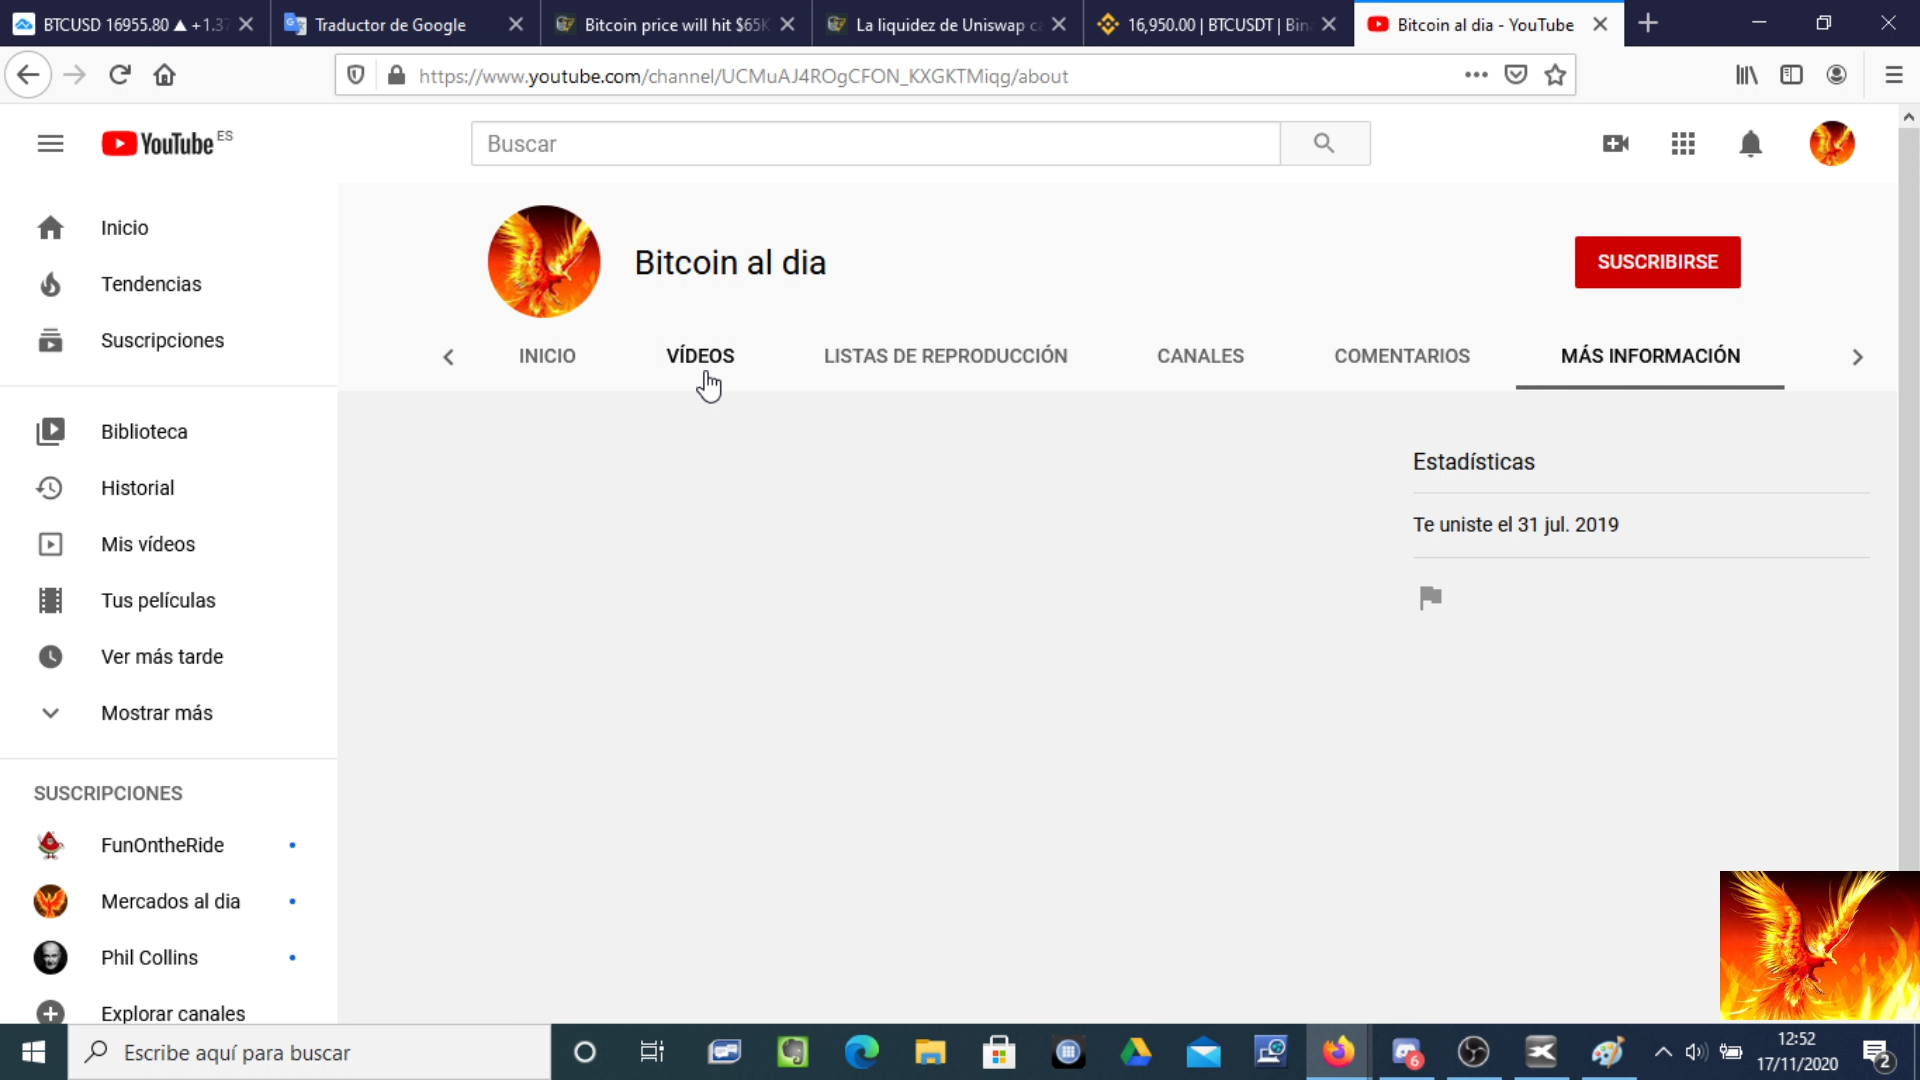 BTCUSD 16955.80 ▲ +1.37
Traductor de Google
Bitcoin price will hit $65K
La liquidez de Uniswap ca
16,950.00 | BTCUSDT | Bin
Bitcoin al dia - YouTube
https://www.youtube.com/channel/UCMuAJ4ROgCFON_KXGKTMiqg/about
YouTube ES
Buscar
Inicio
Tendencias
Suscripciones
Biblioteca
Historial
Mis vídeos
Tus películas
Ver más tarde
Mostrar más
SUSCRIPCIONES
FunOntheRide
Mercados al dia
Phil Collins
Explorar canales
Bitcoin al dia
SUSCRIBIRSE
INICIO VÍDEOS LISTAS DE REPRODUCCIÓN CANALES COMENTARIOS MÁS INFORMACIÓN
Estadísticas
Te uniste el 31 jul. 2019
Escribe aquí para buscar
6
12:52
17/11/2020
2